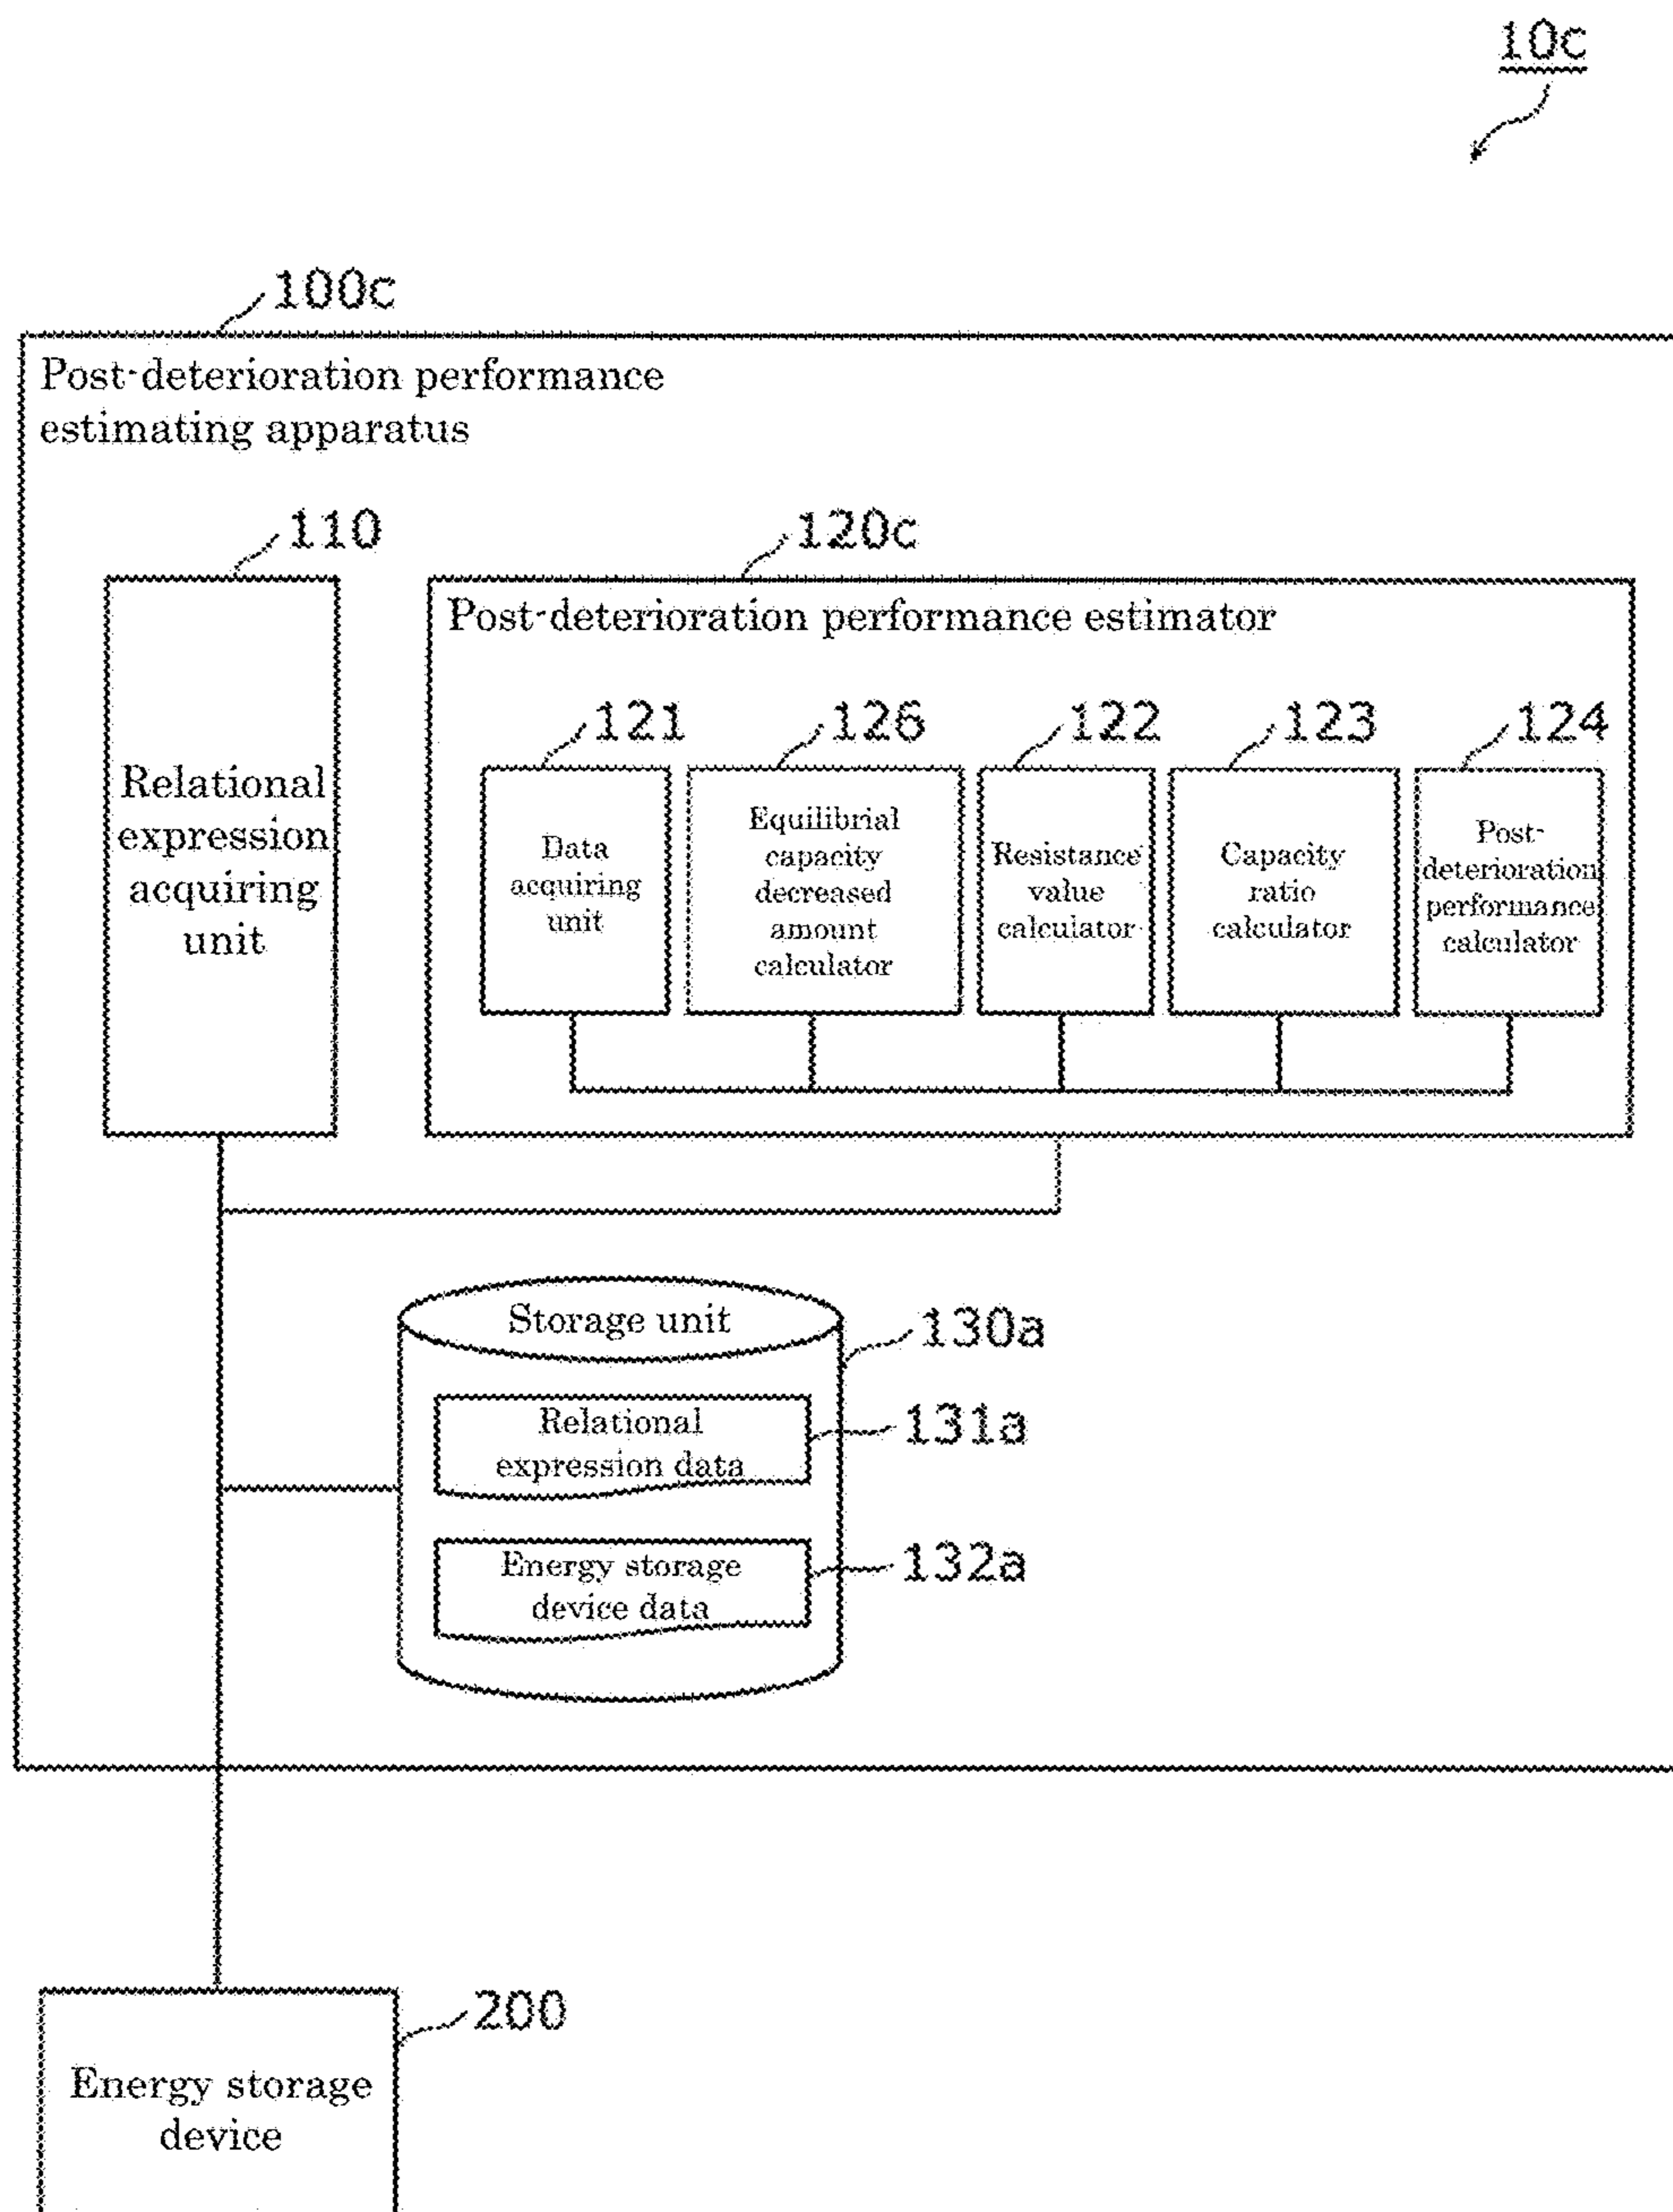 10c
100c
Post-deterioration performance
estimating apparatus
110
120c
Relational
expression
acquiring
unit
Post-deterioration performance estimator
121
126
122
123
124
Data
acquiring
unit
Equilibrial
capacity
decreased
amount
calculator
Resistance
value
calculator
Capacity
ratio
calculator
Post-
deterioration
performance
calculator
Storage unit
130a
Relational
expression data
131a
Energy storage
device data
132a
200
Energy storage
device